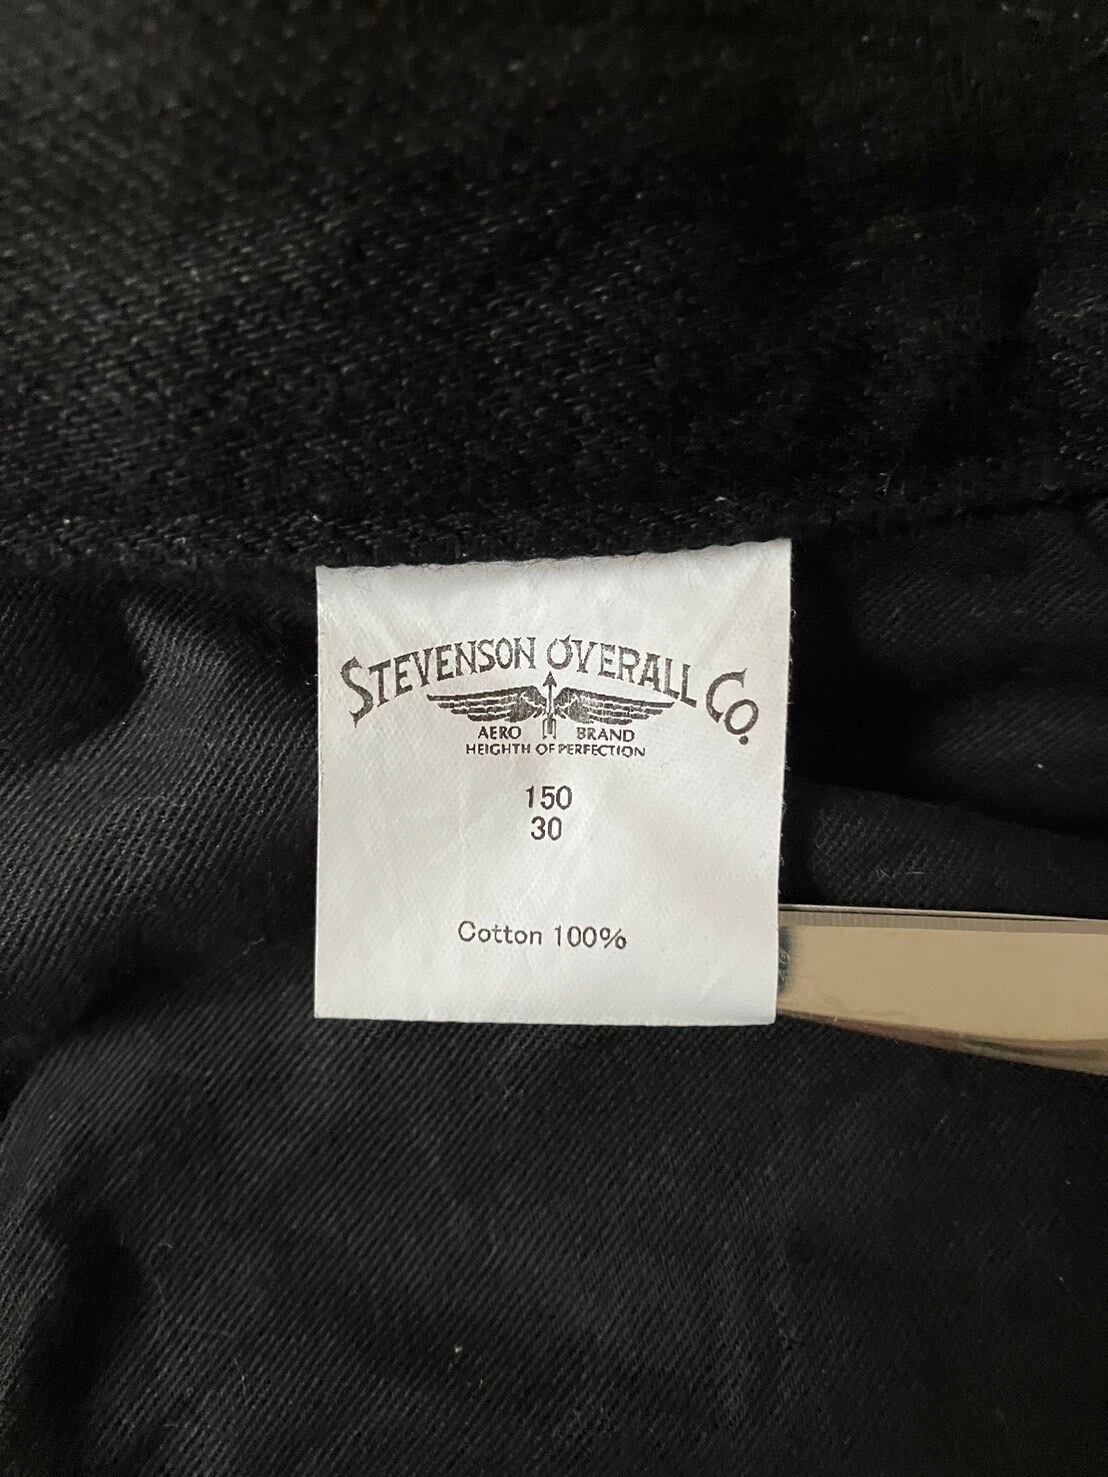 STEVENSON OVERALL CO.
AERO BRAND
HEIGHTH OF PERFECTION
150
30
Cotton 100%